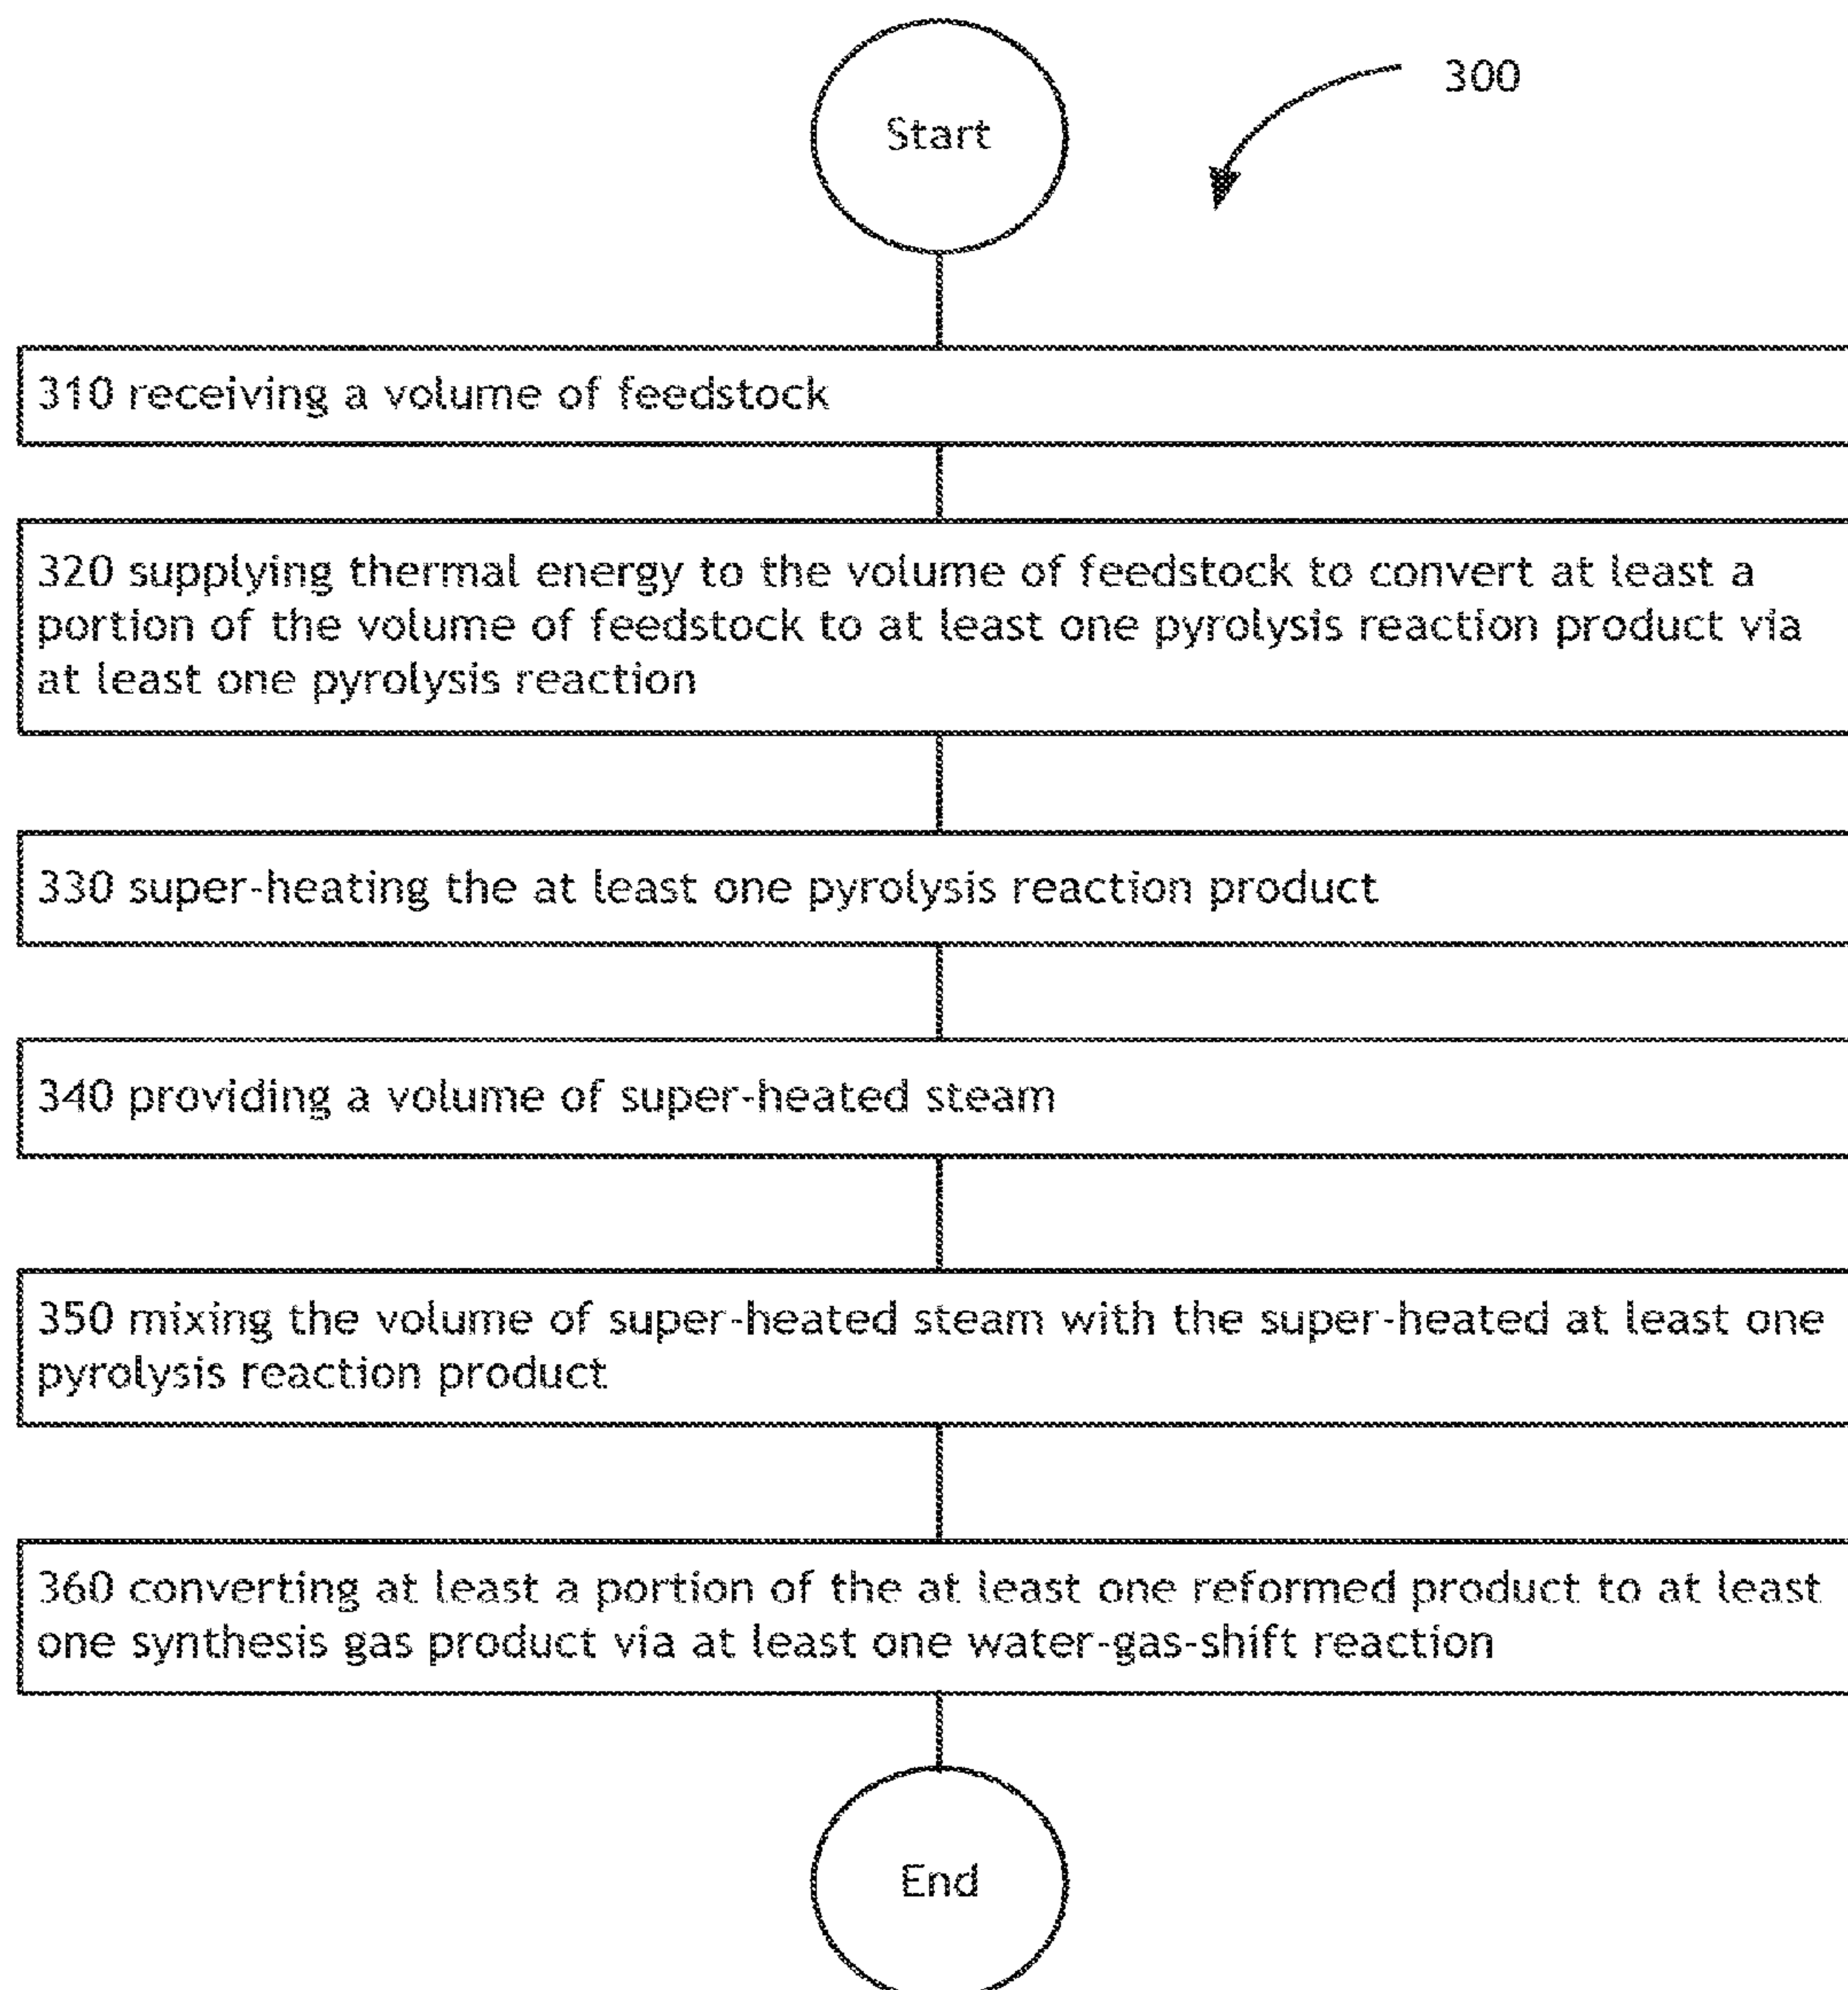 Start
300
310 receiving a volume of feedstock
320 supplying thermal energy to the volume of feedstock to convert at least a
portion of the volume of feedstock to at least one pyrolysis reaction product via
at least one pyrolysis reaction
330 super-heating the at least one pyrolysis reaction product
340 providing a volume of super-heated steam
350 mixing the volume of super-heated steam with the super-heated at least one
pyrolysis reaction product
360 converting at least a portion of the at least one reformed product to at least
one synthesis gas product via at least one water-gas-shift reaction
End